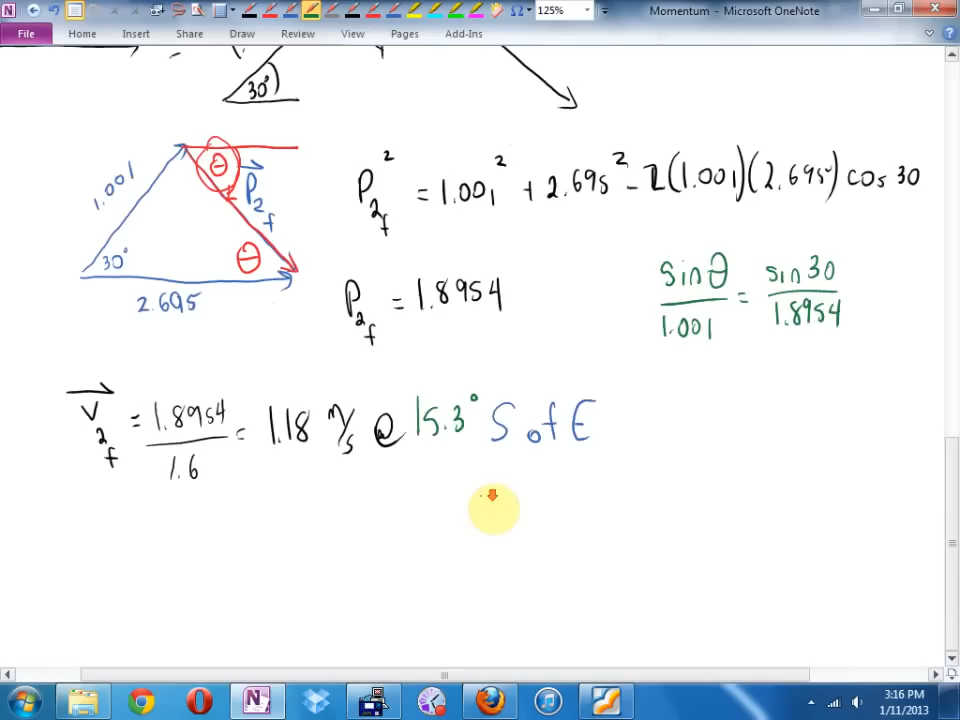 125%
Momentum - Microsoft OneNote
File Home Insert Share Draw Review View Pages Add-Ins
30°
1.001
θ
P₂f
30°
θ
2.695
P₂f² = 1.001² + 2.695² - 2(1.001)(2.695) cos 30
P₂f = 1.8954
sin θ / 1.001 = sin 30 / 1.8954
V₂f = 1.8954 / 1.6 = 1.18 m/s @ 15.3° S of E
3:16 PM
1/11/2013